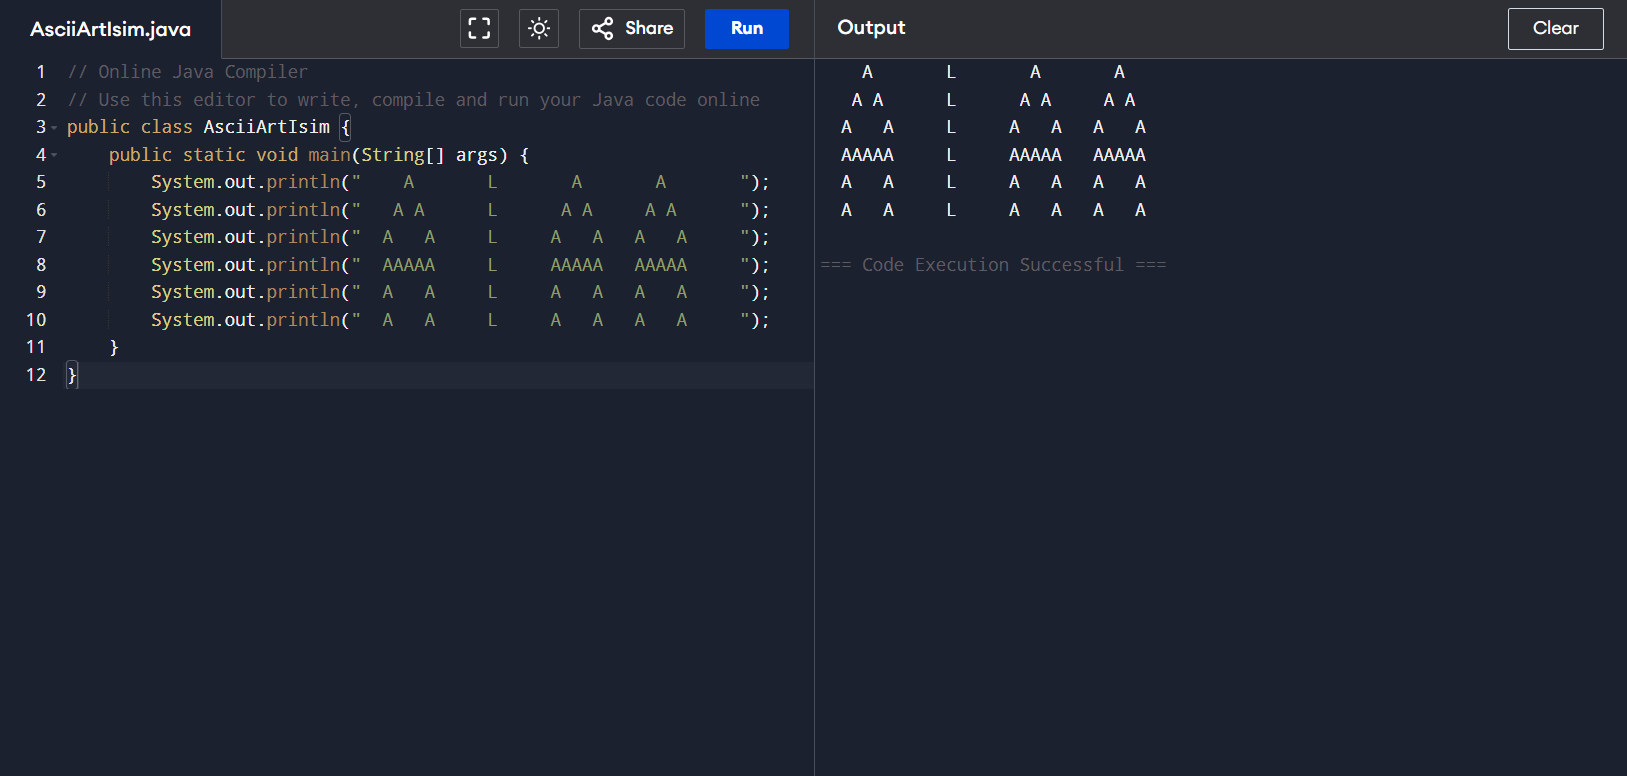 AsciiArtIsim.java
Share
Run
Output
Clear
1 // Online Java Compiler
2 // Use this editor to write, compile and run your Java code online
3 public class AsciiArtIsim {
4     public static void main(String[] args) {
5         System.out.println("    A       L       A       A       ");
6         System.out.println("   A A      L      A A     A A      ");
7         System.out.println("  A   A     L     A   A   A   A     ");
8         System.out.println("  AAAAA     L     AAAAA   AAAAA     ");
9         System.out.println("  A   A     L     A   A   A   A     ");
10         System.out.println("  A   A     L     A   A   A   A     ");
11     }
12 }
    A       L       A       A
   A A      L      A A     A A
  A   A     L     A   A   A   A
  AAAAA     L     AAAAA   AAAAA
  A   A     L     A   A   A   A
  A   A     L     A   A   A   A
=== Code Execution Successful ===